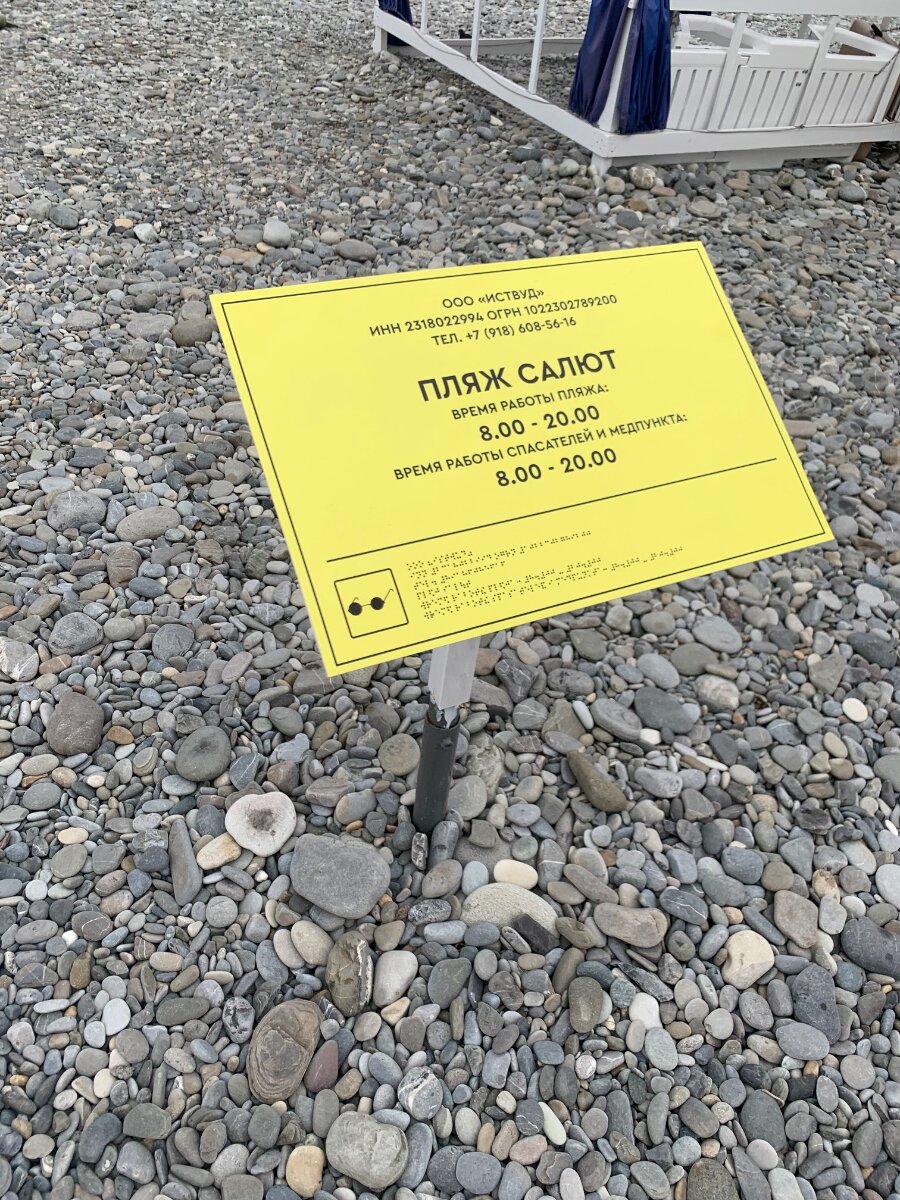 ООО «ИСТВУД»
ИНН 2318022994 ОГРН 1022302789200
ТЕЛ. +7 (918) 608-56-16
ПЛЯЖ САЛЮТ
ВРЕМЯ РАБОТЫ ПЛЯЖА:
8.00 - 20.00
ВРЕМЯ РАБОТЫ СПАСАТЕЛЕЙ И МЕДПУНКТА:
8.00 - 20.00